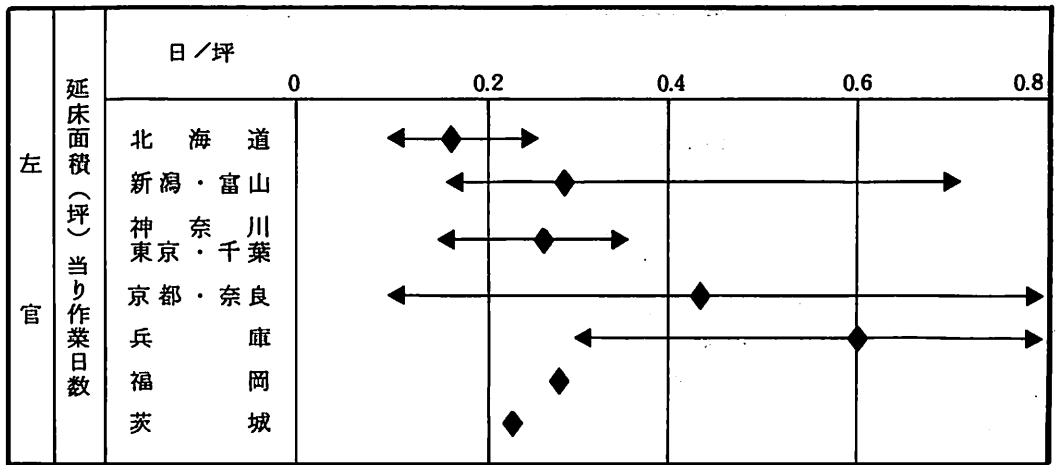 日/坪
0 0.2 0.4 0.6 0.8
左官
延床面積(坪)当り作業日数
北海道
新潟・富山
神奈川
東京・千葉
京都・奈良
兵庫
福岡
茨城